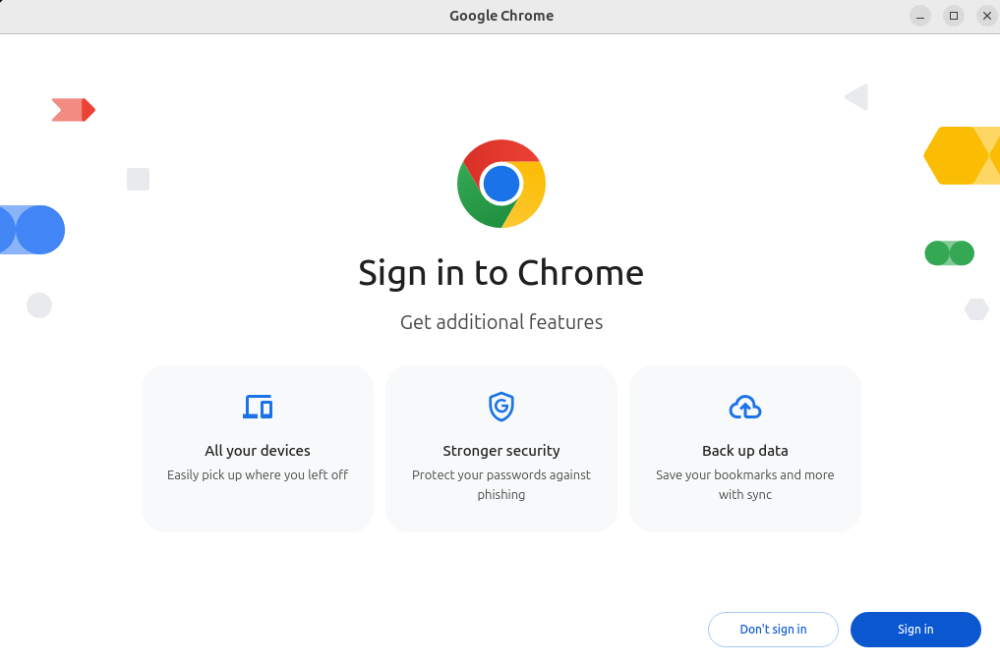 Google Chrome
Sign in to Chrome
Get additional features
All your devices
Easily pick up where you left off
Stronger security
Protect your passwords against
phishing
Back up data
Save your bookmarks and more
with sync
Don't sign in
Sign in